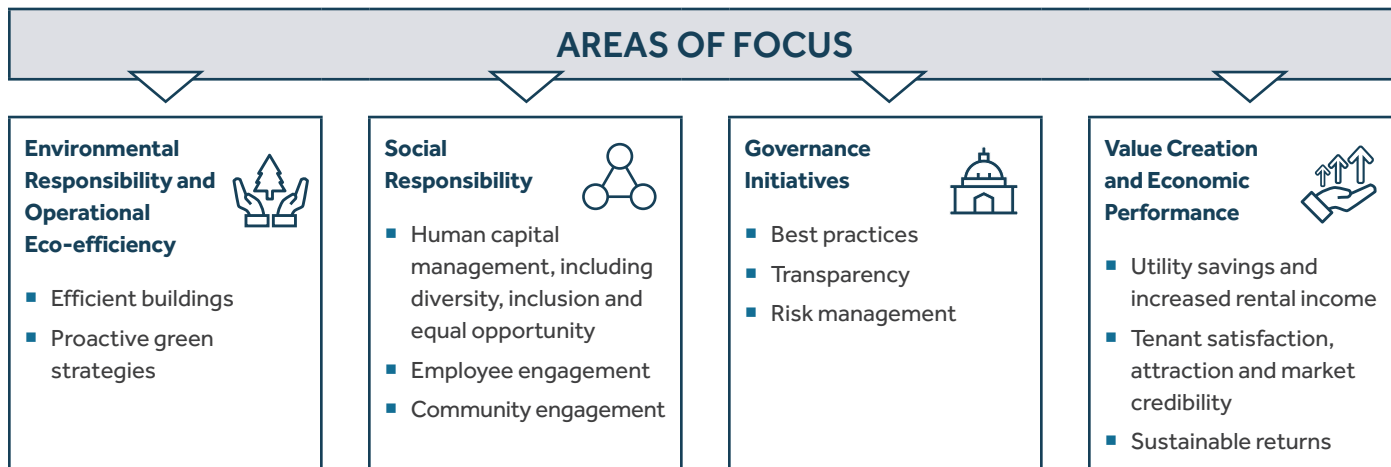 AREAS OF FOCUS
Environmental
Responsibility and
Operational
Eco-efficiency
■ Efficient buildings
■ Proactive green
strategies
Social
Responsibility
■ Human capital
management, including
diversity, inclusion and
equal opportunity
■ Employee engagement
■ Community engagement
Governance
Initiatives
■ Best practices
■ Transparency
■ Risk management
Value Creation
and Economic
Performance
■ Utility savings and
increased rental income
■ Tenant satisfaction,
attraction and market
credibility
■ Sustainable returns